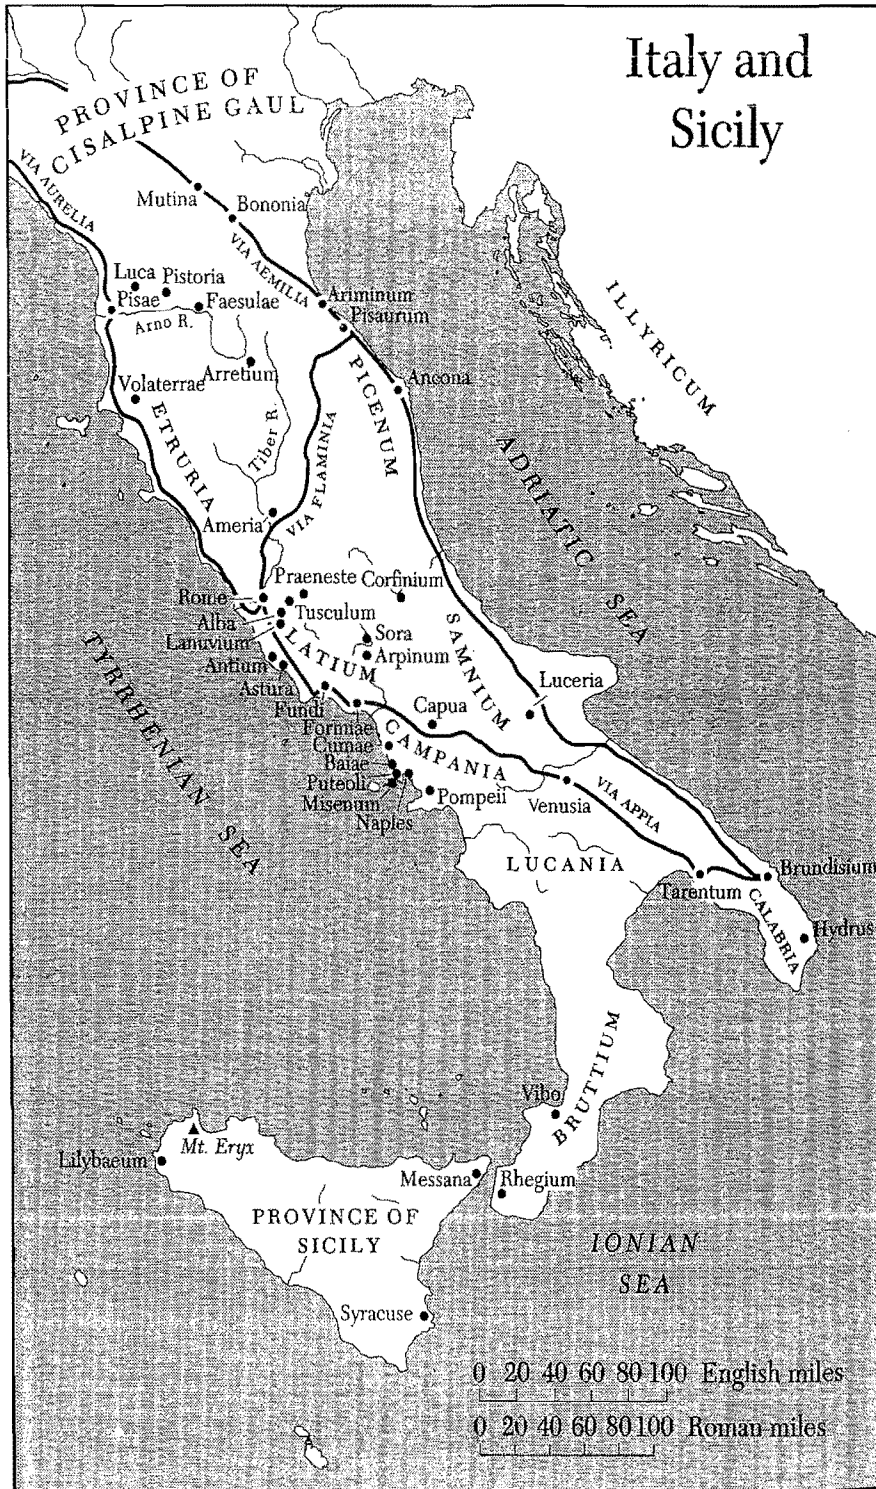 Italy and
Sicily
PROVINCE OF
CISALPINE GAUL
VIA AURELIA
Mutina
Bononia
VIA AEMILIA
Luca
Pistoria
Pisae
Faesulae
Arno R.
Ariminum
Pisaurum
ILLYRICUM
Arretium
Volaterrae
PICENUM
Ancona
ETRURIA
Tiber R.
VIA FLAMINIA
ADRIATIC SEA
Ameria
Praeneste
Corfinium
Rome
Tusculum
Alba
Lanuvium
LATIUM
Sora
Arpinum
SAMNIUM
Antium
Astura
Fundi
TYRRHENIAN SEA
Luceria
Capua
Formiae
Cumae
CAMPANIA
Baiae
Puteoli
Misenum
Naples
Pompeii
Venusia
VIA APPIA
LUCANIA
Tarentum
Brundisium
CALABRIA
Hydrus
BRUTTIUM
Vibo
Mt. Eryx
Lilybaeum
Messana
Rhegium
PROVINCE OF
SICILY
IONIAN
SEA
Syracuse
0 20 40 60 80 100 English miles
0 20 40 60 80 100 Roman miles